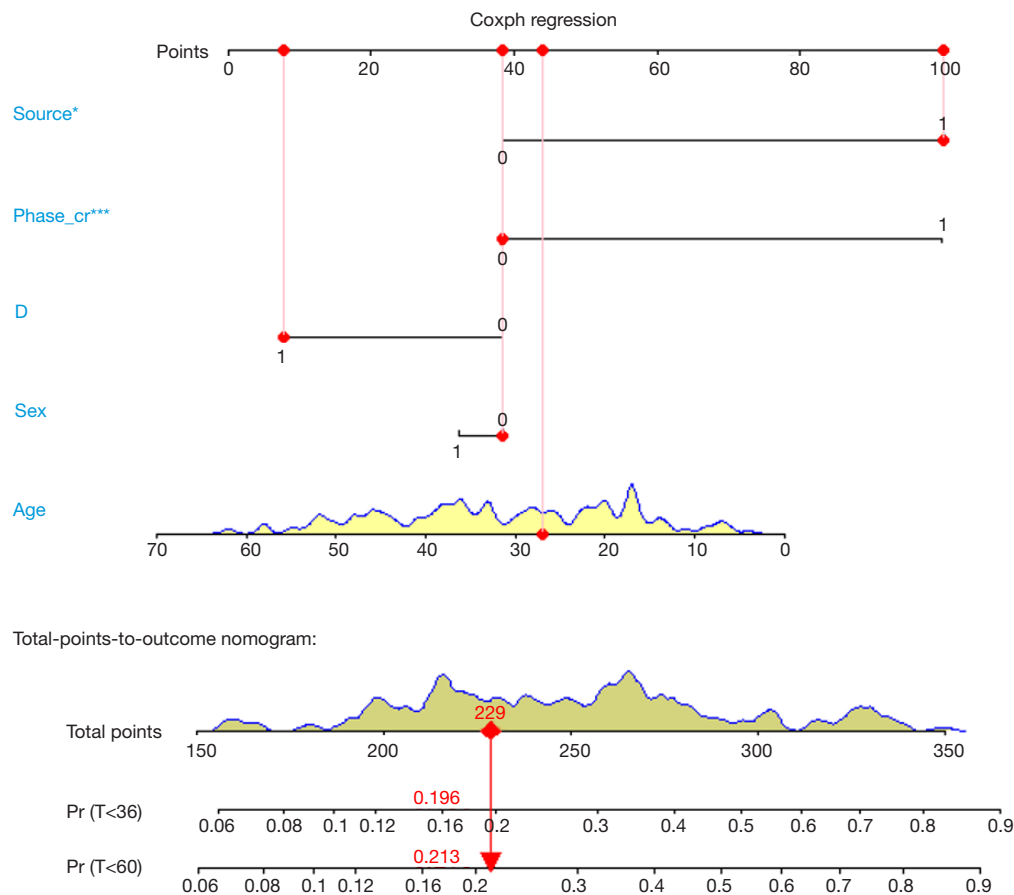 Coxph regression
Points
0 20 40 60 80 100
Source*
1
0
Phase_cr***
1
0
D
0
1
Sex
0
1
Age
70 60 50 40 30 20 10 0
Total-points-to-outcome nomogram:
229
Total points
150 200 250 300 350
0.196
Pr (T<36)
0.06 0.08 0.1 0.12 0.16 0.2 0.3 0.4 0.5 0.6 0.7 0.8 0.9
0.213
Pr (T<60)
0.06 0.08 0.1 0.12 0.16 0.2 0.3 0.4 0.5 0.6 0.7 0.8 0.9